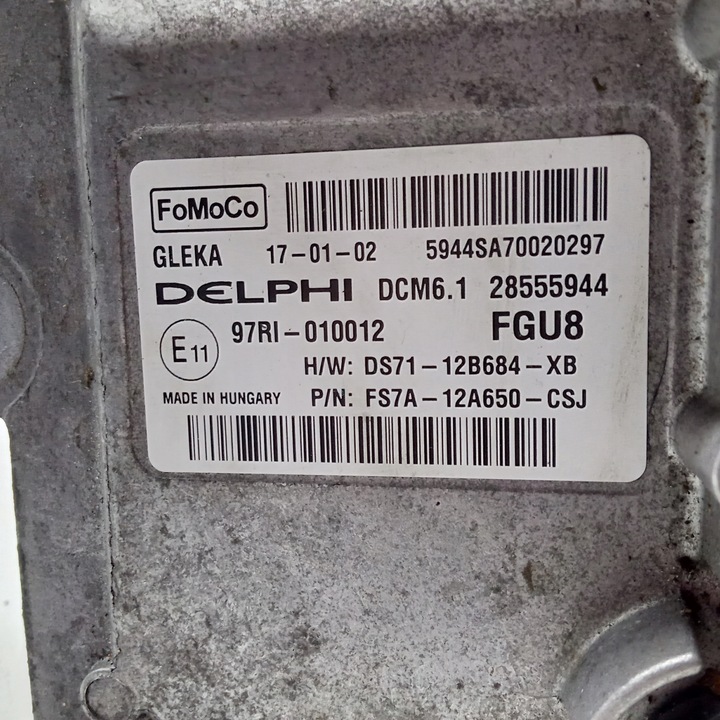 FoMoCo
GLEKA 17-01-02 5944SA70020297
DELPHI DCM6.1 28555944
E11 97RI-010012 FGU8
H/W: DS71-12B684-XB
MADE IN HUNGARY P/N: FS7A-12A650-CSJ